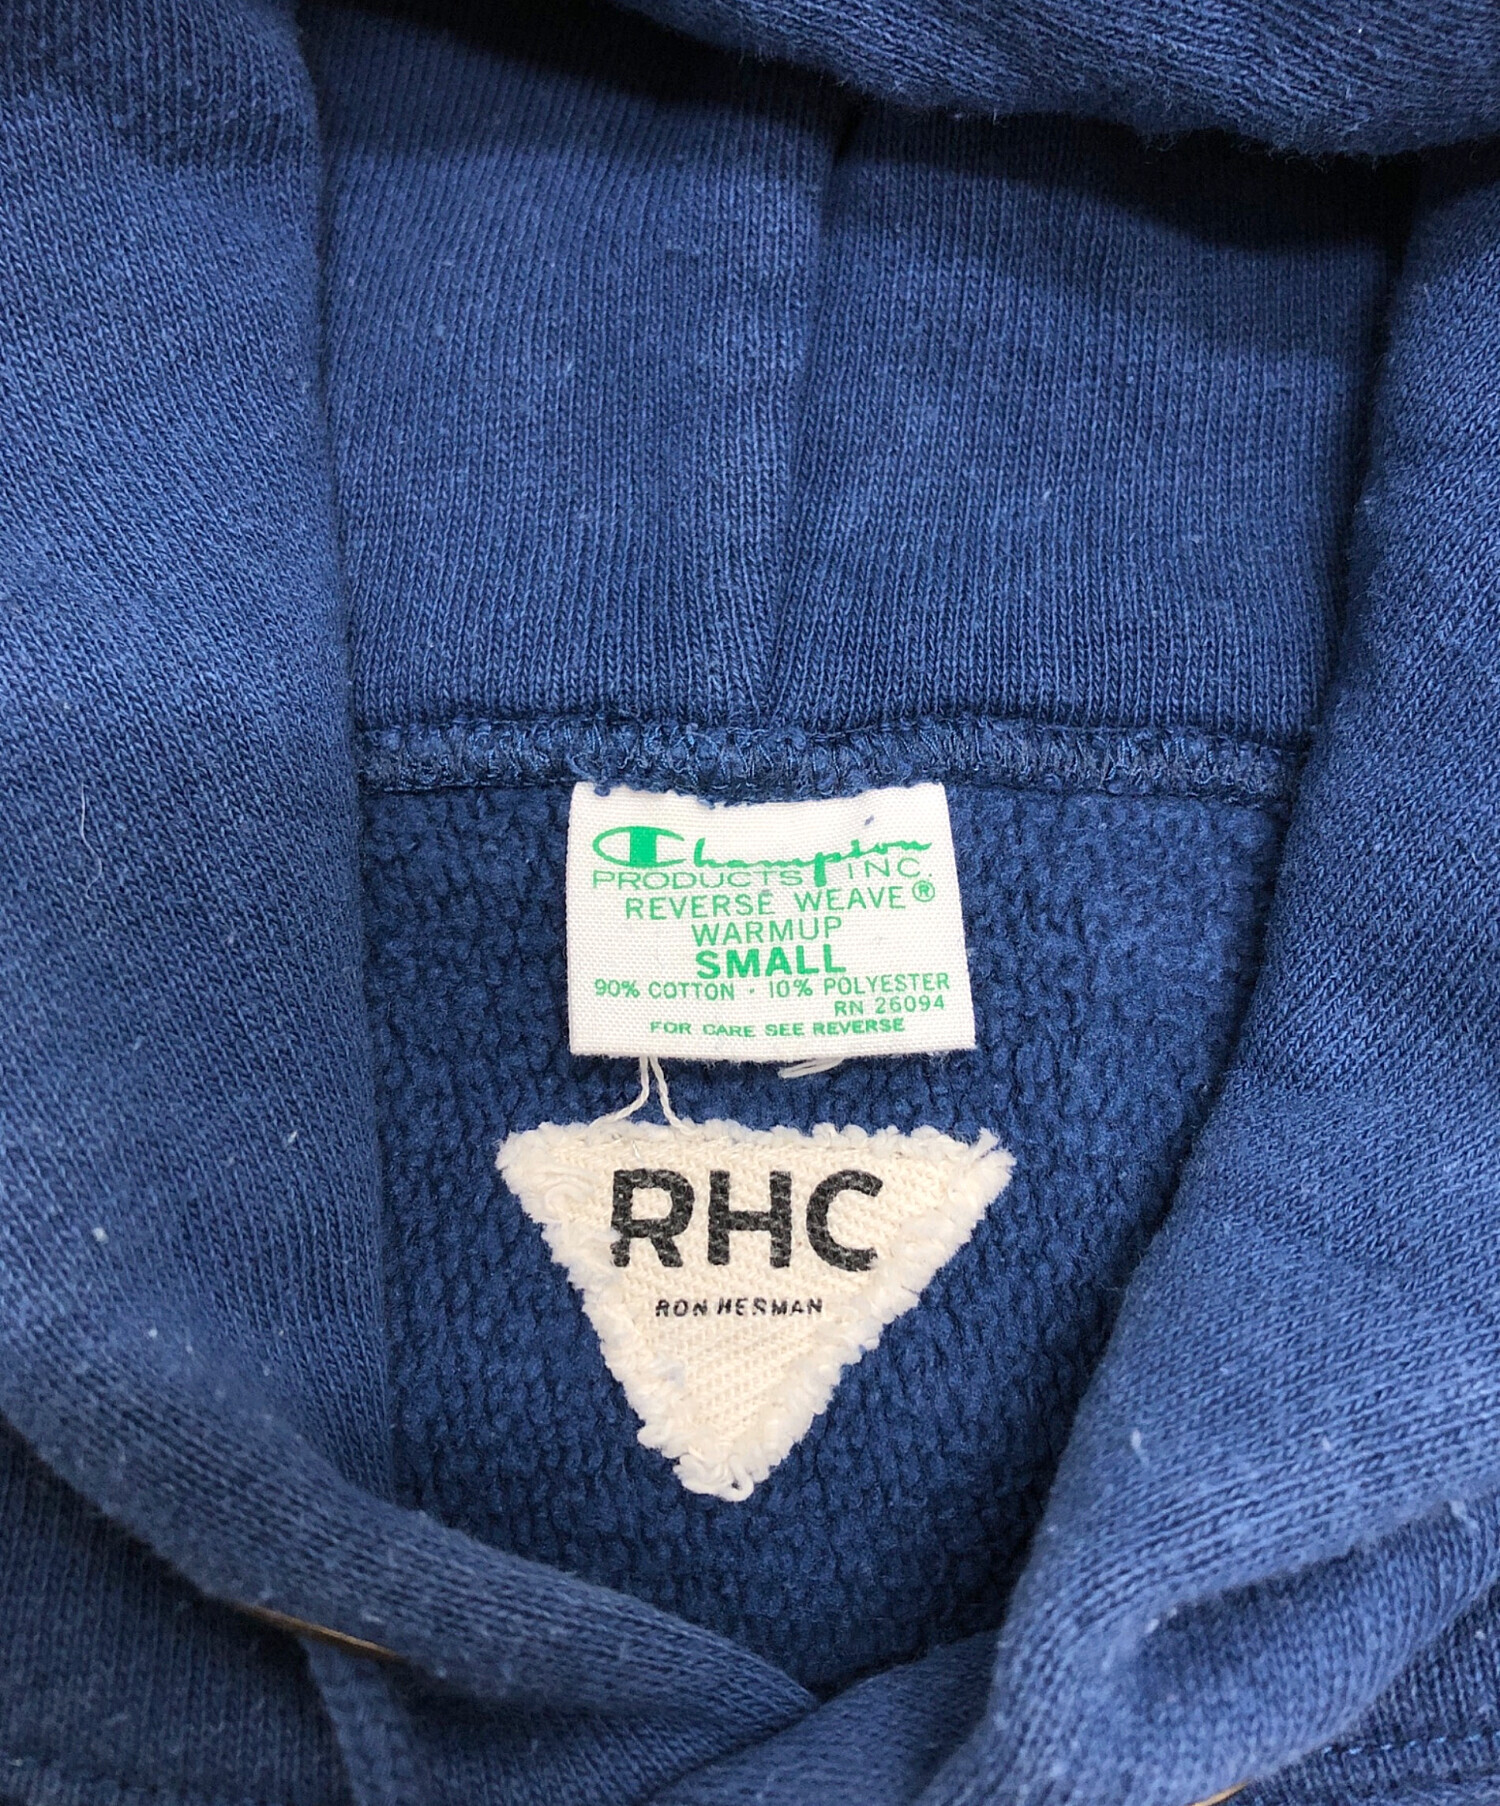 Champion
PRODUCTS INC.
REVERSE WEAVE®
WARMUP
SMALL
90% COTTON · 10% POLYESTER
RN 26094
FOR CARE SEE REVERSE
RHC
RON HERMAN